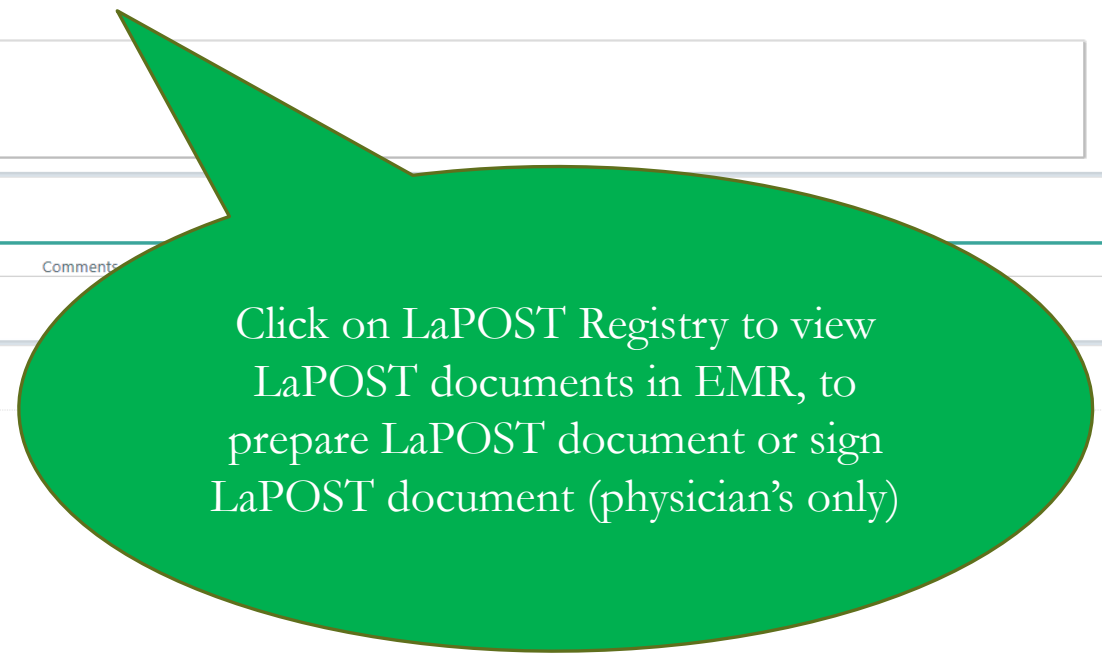 Comments
Click on LaPOST Registry to view
LaPOST documents in EMR, to
prepare LaPOST document or sign
LaPOST document (physician’s only)